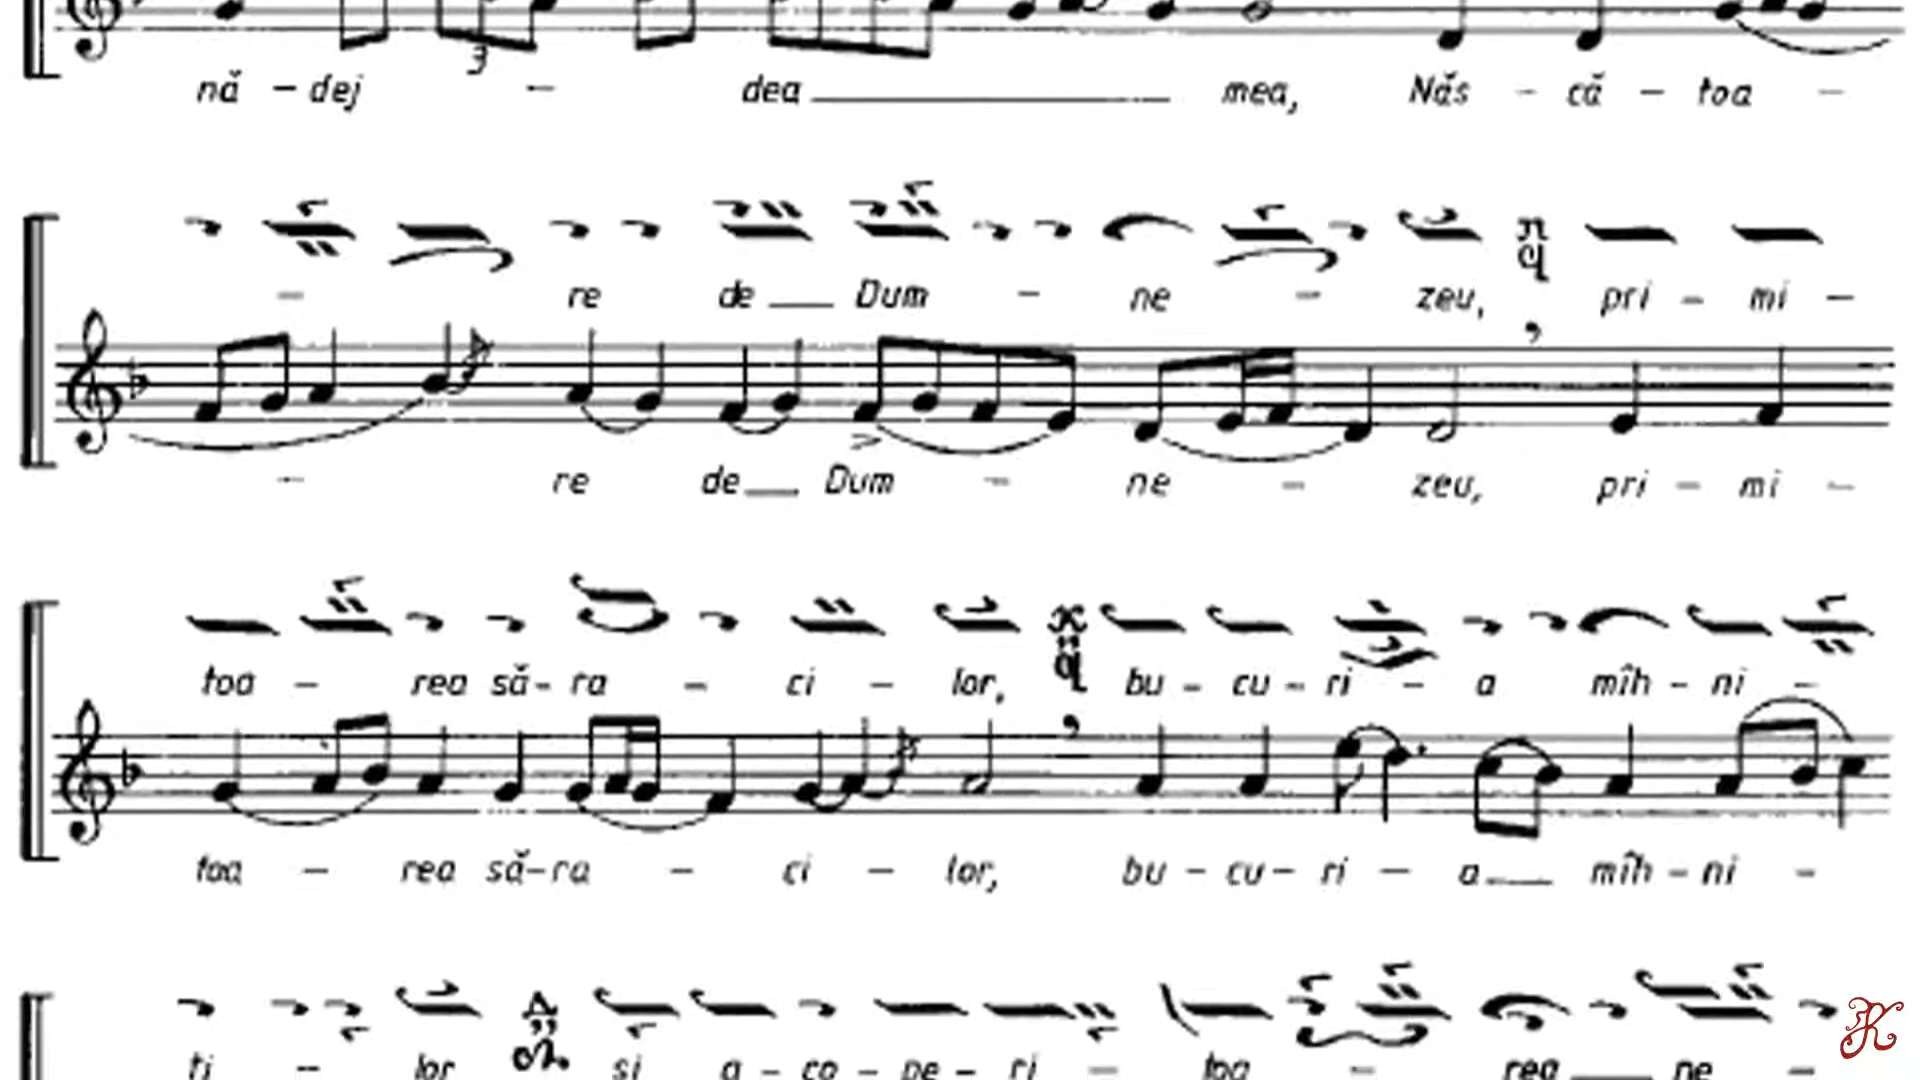 3
nă - dej - dea mea, Năs - că - toa -
- re de Dum - ne - zeu, pri - mi -
- re de Dum - ne - zeu, pri - mi -
toa - rea să - ra - ci - lor, bu - cu - ri - a mîh - ni -
toa - rea să - ra - ci - lor, bu - cu - ri - a mîh - ni -
ti - lor și a - co - pe - ri - toa - rea ne -